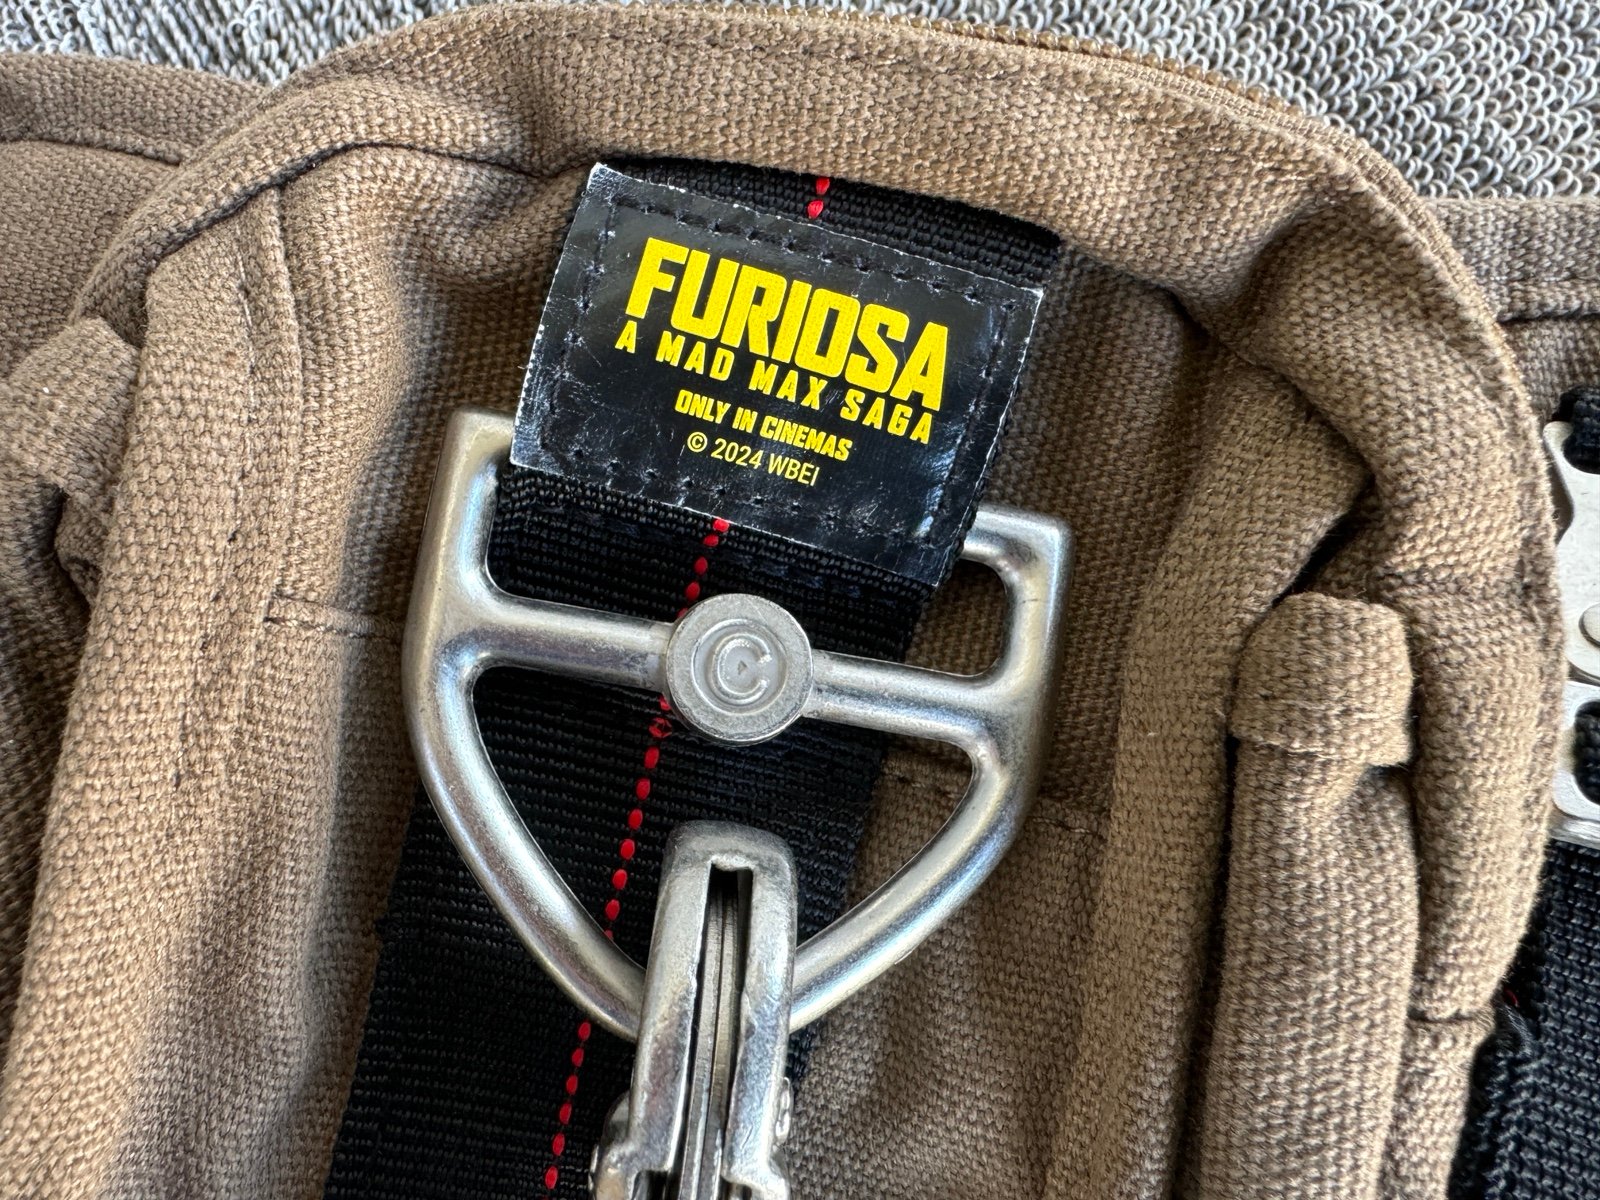 FURIOSA
A MAD MAX SAGA
ONLY IN CINEMAS
© 2024 WBEI
C